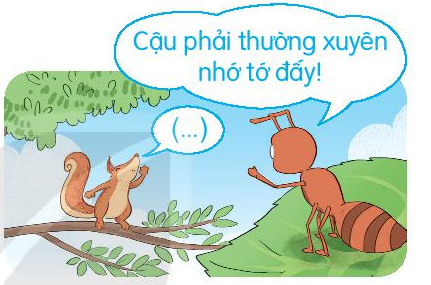 Cậu phải thường xuyên
nhớ tớ đấy!
(...)